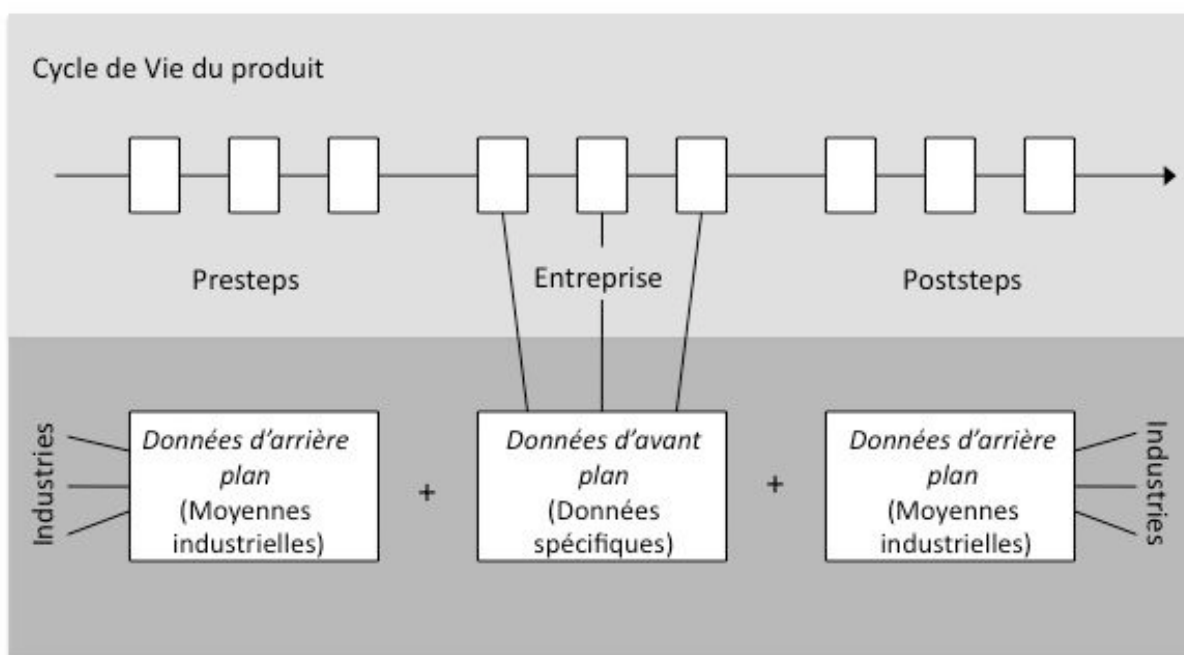 Cycle de Vie du produit
Presteps
Entreprise
Poststeps
Industries
Données d'arrière
plan
(Moyennes
industrielles)
+
Données d'avant
plan
(Données
spécifiques)
+
Données d'arrière
plan
(Moyennes
industrielles)
Industries